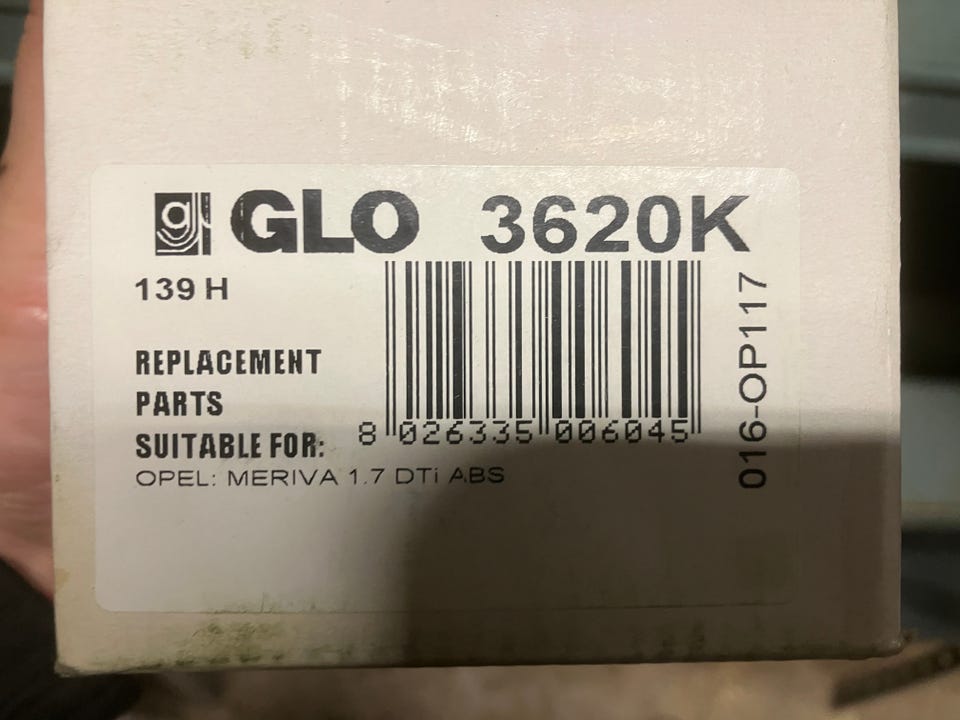 g GLO 3620K
139 H
REPLACEMENT
PARTS
SUITABLE FOR:
8 026335 006045
OPEL: MERIVA 1.7 DTi ABS
016-OP117